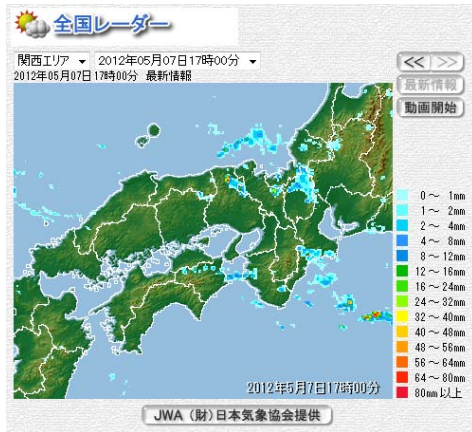 全国レーダー
関西エリア 2012年05月07日17時00分
<< >>
2012年05月07日17時00分 最新情報
最新情報
動画開始
0～ 1mm
1～ 2mm
2～ 4mm
4～ 8mm
8～12mm
12～16mm
16～24mm
24～32mm
32～40mm
40～48mm
48～56mm
56～64mm
64～80mm
80mm以上
2012年5月7日17時00分
JWA（財）日本気象協会提供